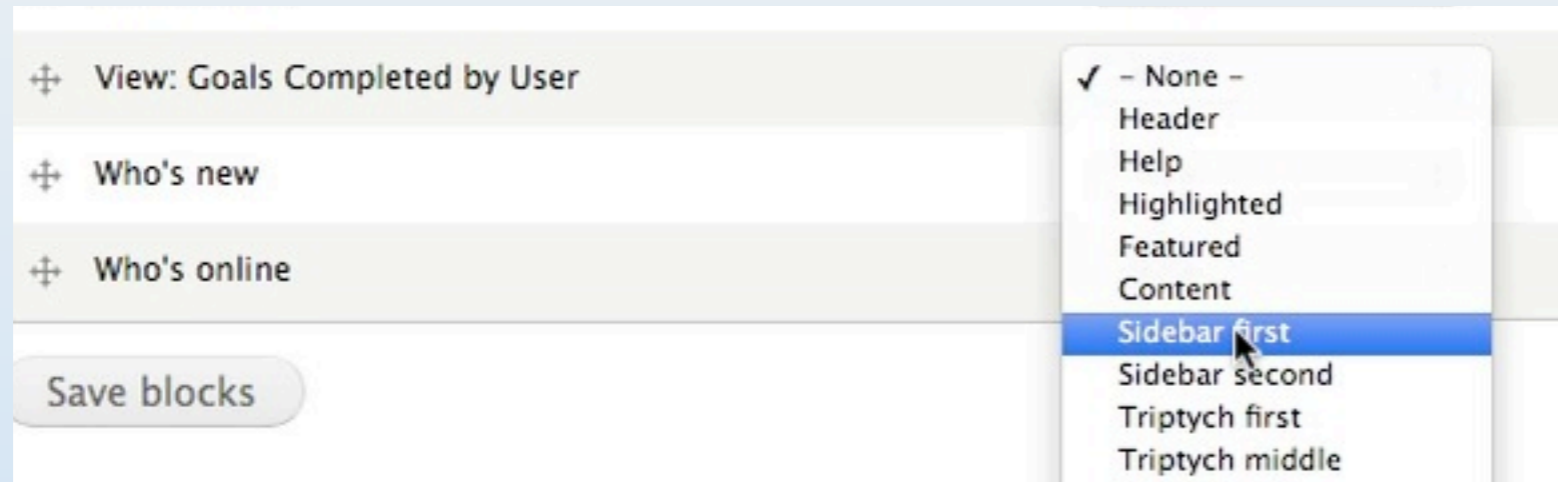 View: Goals Completed by User
✓ – None –
Header
Who's new
Help
Highlighted
Featured
Who's online
Content
Sidebar first
Save blocks
Sidebar second
Triptych first
Triptych middle